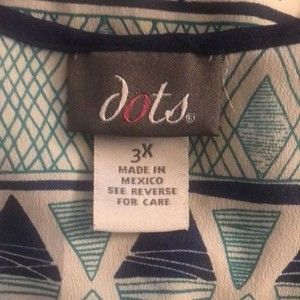 dots®
3X
MADE IN
MEXICO
SEE REVERSE
FOR CARE